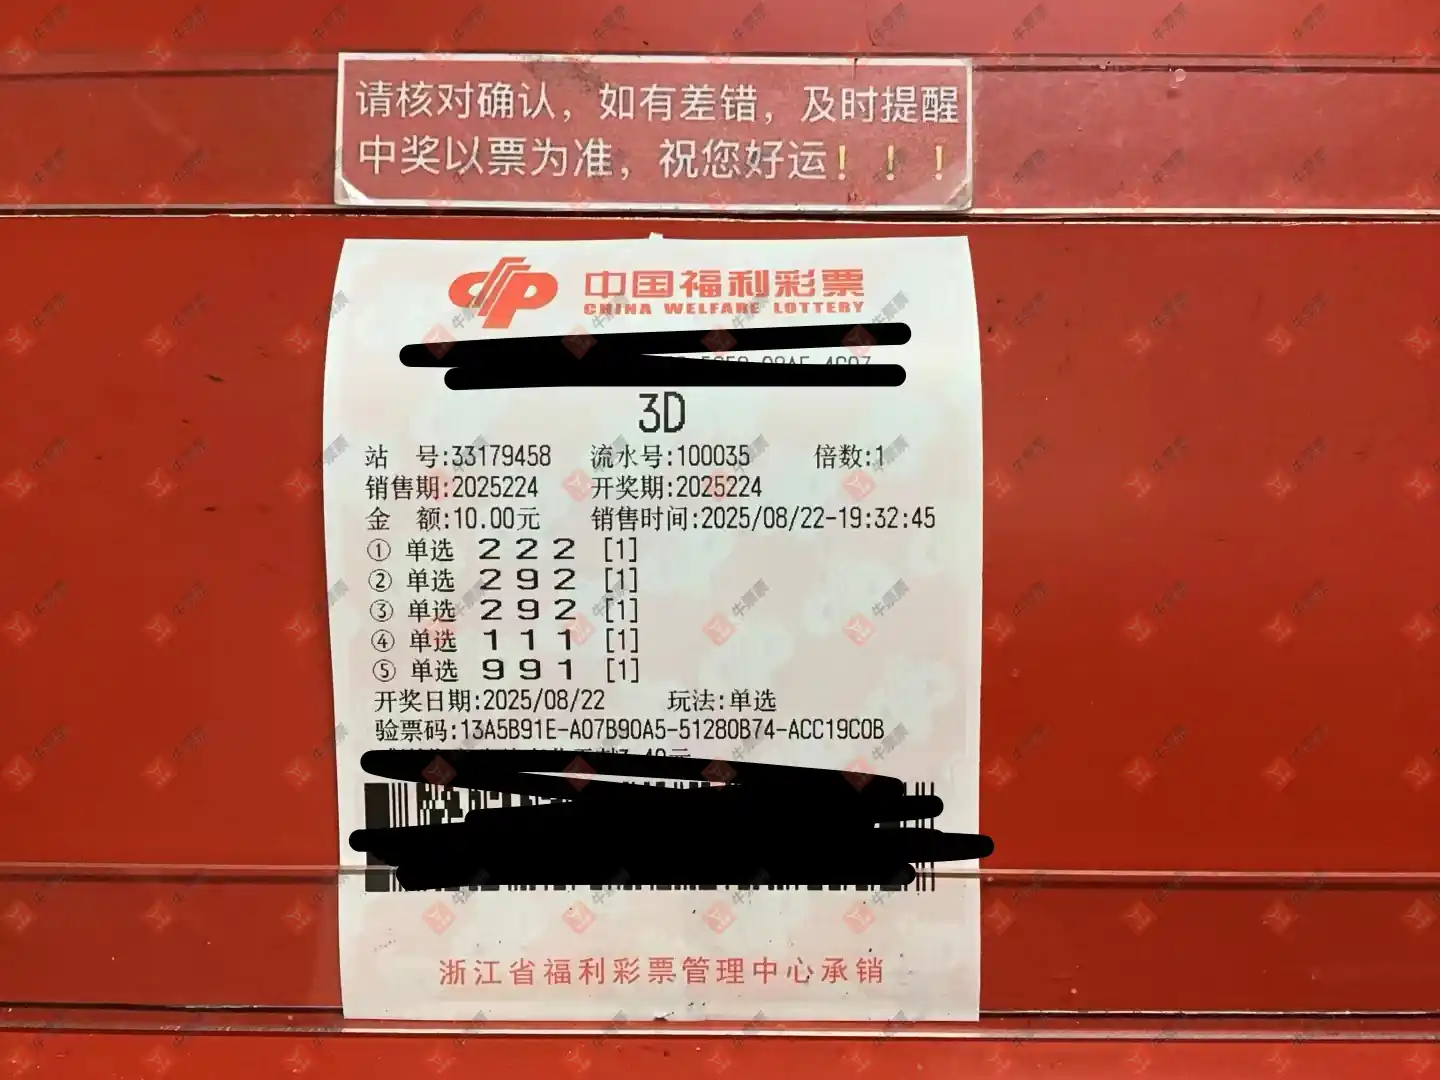 请核对确认，如有差错，及时提醒
中奖以票为准，祝您好运！！！
中国福利彩票
CHINA WELFARE LOTTERY
3D
站 号:33179458 流水号:100035 倍数:1
销售期:2025224 开奖期:2025224
金 额:10.00元 销售时间:2025/08/22-19:32:45
① 单选 2 2 2 [1]
② 单选 2 9 2 [1]
③ 单选 2 9 2 [1]
④ 单选 1 1 1 [1]
⑤ 单选 9 9 1 [1]
开奖日期:2025/08/22 玩法:单选
验票码:13A5B91E-A07B90A5-51280B74-ACC19C0B
浙江省福利彩票管理中心承销
牛票票